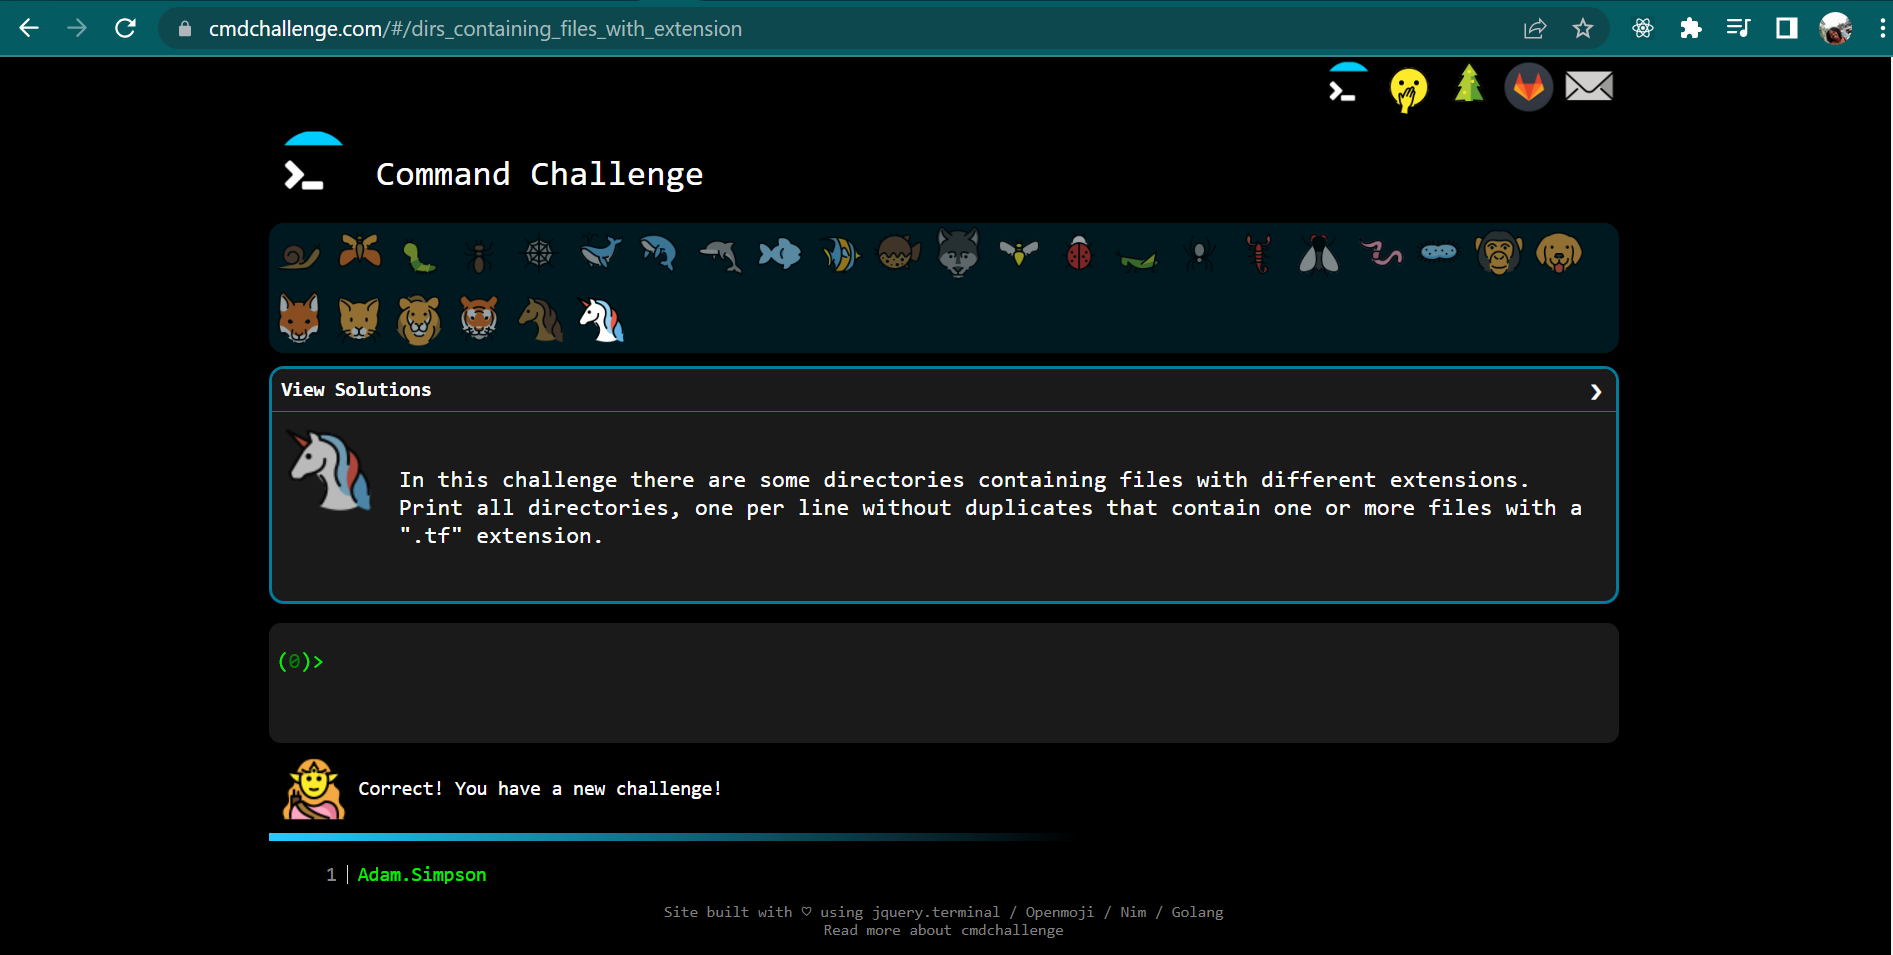 cmdchallenge.com/#/dirs_containing_files_with_extension
Command Challenge
View Solutions
In this challenge there are some directories containing files with different extensions.
Print all directories, one per line without duplicates that contain one or more files with a
".tf" extension.
(0)>
Correct! You have a new challenge!
1| Adam.Simpson
Site built with ♡ using jquery.terminal / Openmoji / Nim / Golang
Read more about cmdchallenge